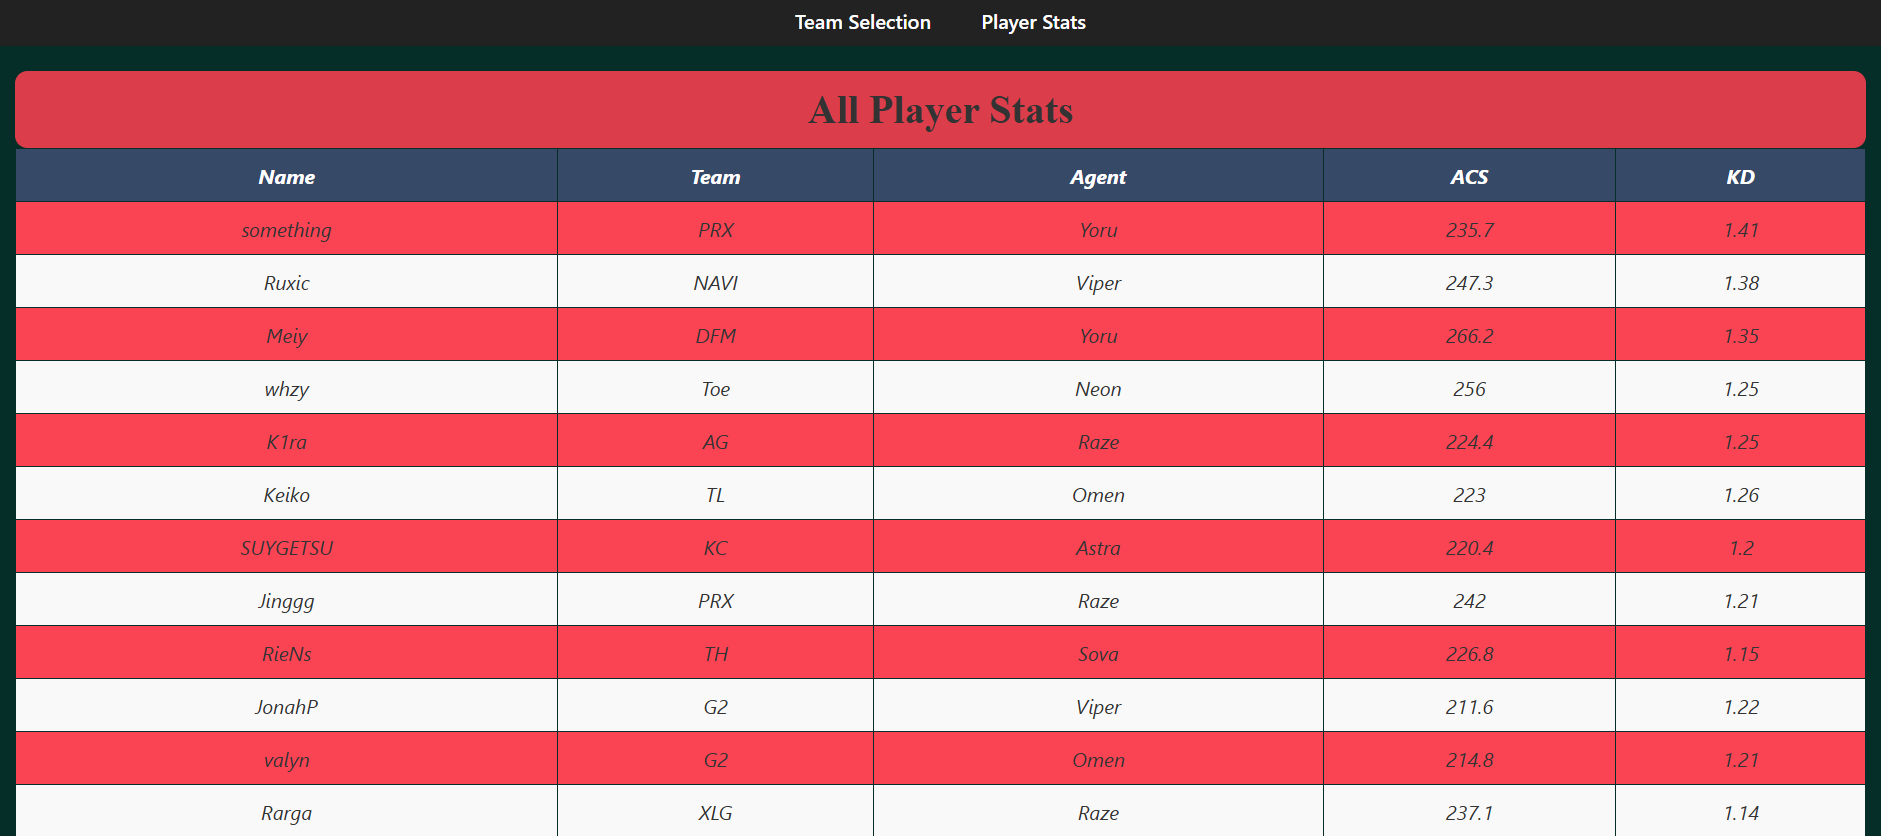 Team Selection Player Stats
All Player Stats
Name Team Agent ACS KD
something PRX Yoru 235.7 1.41
Ruxic NAVI Viper 247.3 1.38
Meiy DFM Yoru 266.2 1.35
whzy Toe Neon 256 1.25
K1ra AG Raze 224.4 1.25
Keiko TL Omen 223 1.26
SUYGETSU KC Astra 220.4 1.2
Jinggg PRX Raze 242 1.21
RieNs TH Sova 226.8 1.15
JonahP G2 Viper 211.6 1.22
valyn G2 Omen 214.8 1.21
Rarga XLG Raze 237.1 1.14